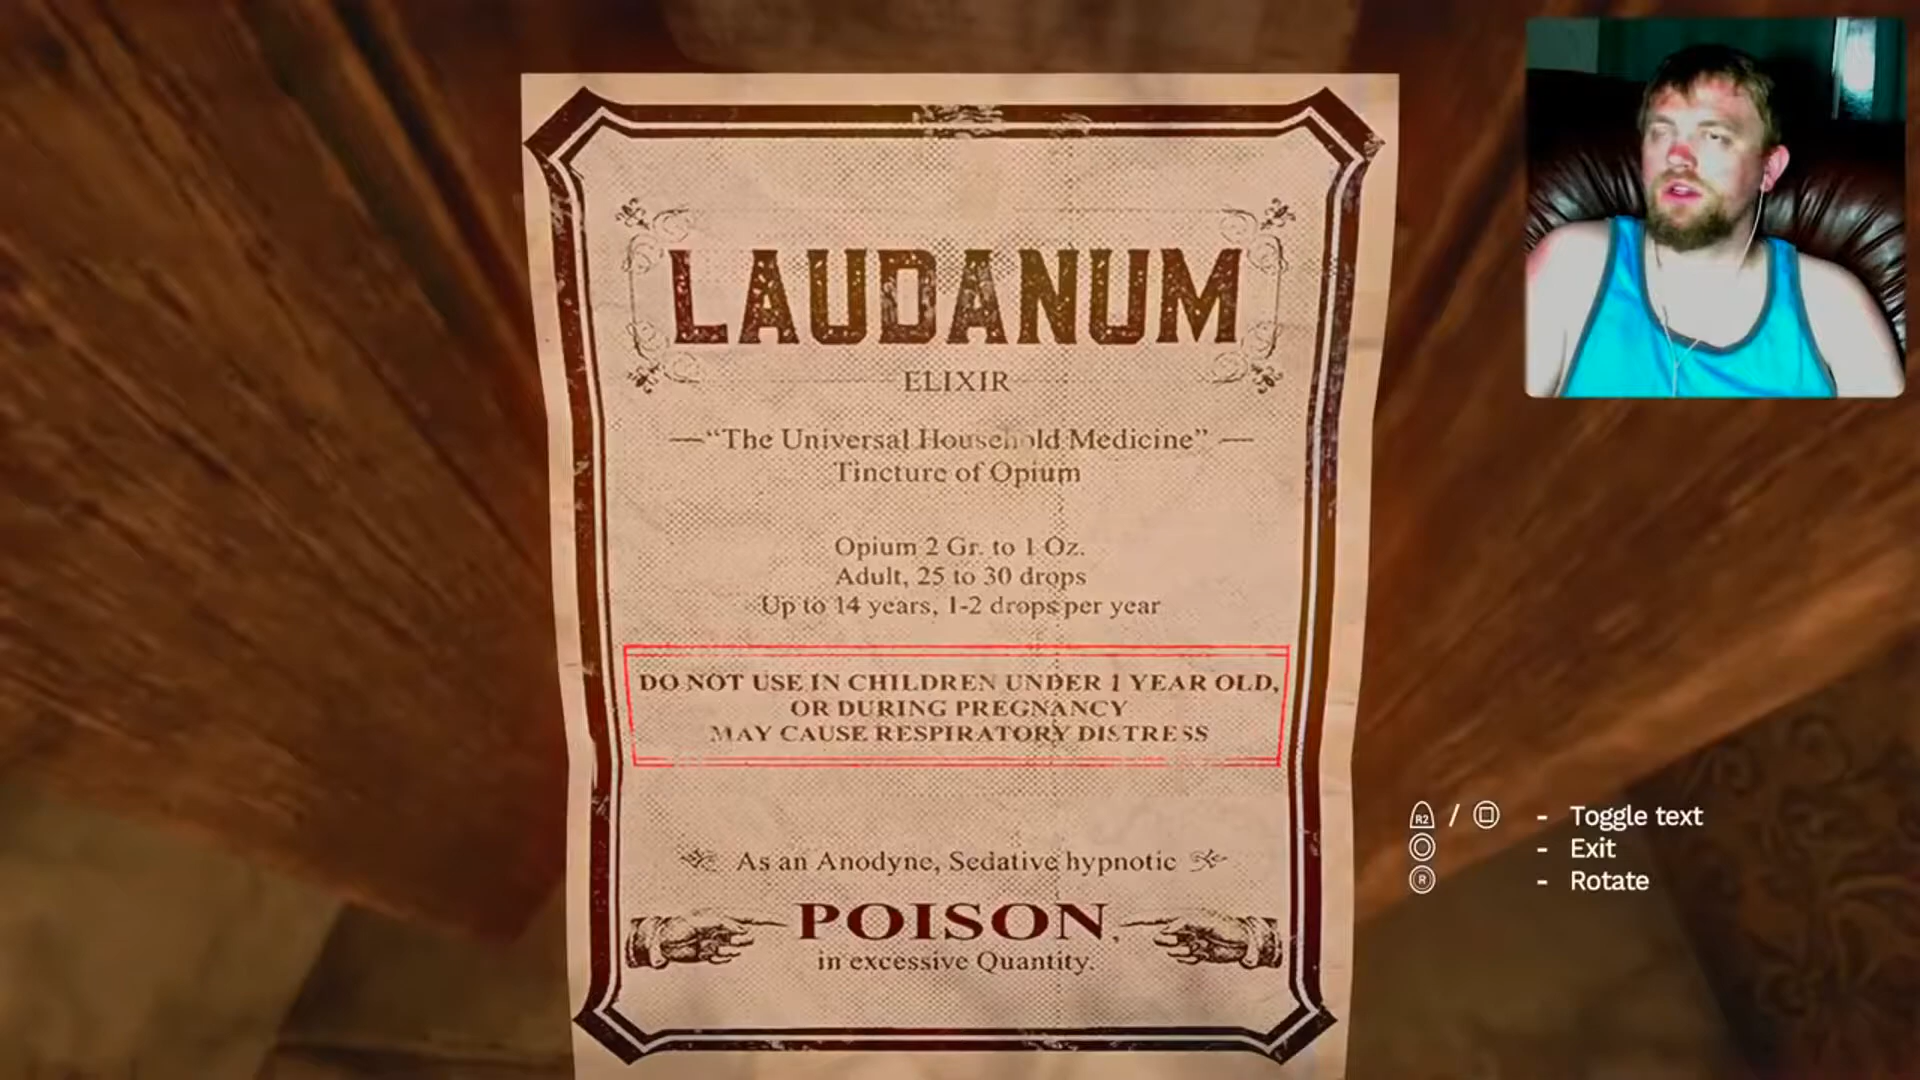 LAUDANUM
ELIXIR
—“The Universal Household Medicine” —
Tincture of Opium
Opium 2 Gr. to 1 Oz.
Adult, 25 to 30 drops
Up to 14 years, 1-2 drops per year
DO NOT USE IN CHILDREN UNDER 1 YEAR OLD,
OR DURING PREGNANCY
MAY CAUSE RESPIRATORY DISTRESS
As an Anodyne, Sedative hypnotic
POISON,
in excessive Quantity.
R2 / - Toggle text
- Exit
R - Rotate